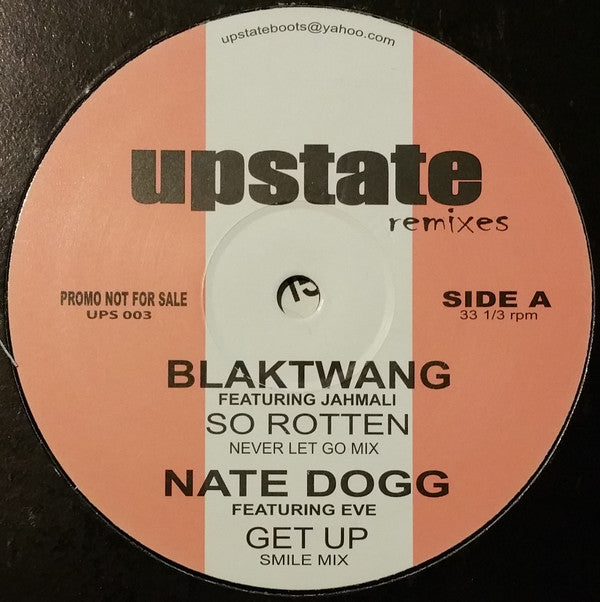 upstateboots@yahoo.com
upstate
remixes
PROMO NOT FOR SALE
UPS 003
SIDE A
33 1/3 rpm
BLAKTWANG
FEATURING JAHMALI
SO ROTTEN
NEVER LET GO MIX
NATE DOGG
FEATURING EVE
GET UP
SMILE MIX